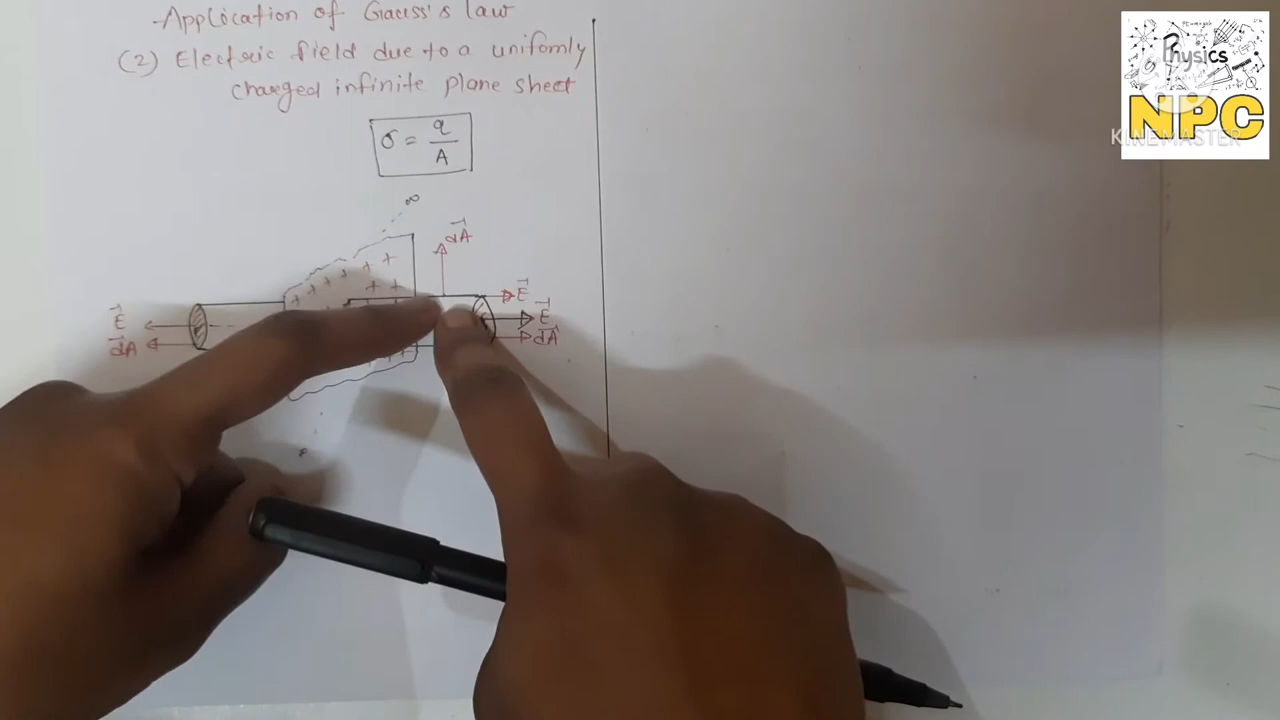 -Application of Gauss's law
(2) Electric field due to a unifomly
charged infinite plane sheet
σ = q/A
∞
dA
E
E
E
dA
dA
Physics
NPC
KINEMASTER